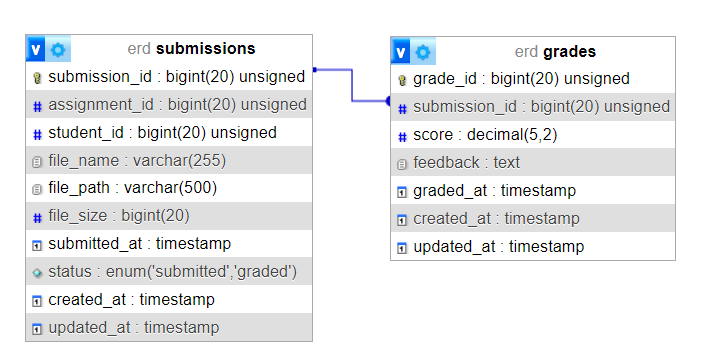 v erd submissions
submission_id : bigint(20) unsigned
assignment_id : bigint(20) unsigned
student_id : bigint(20) unsigned
file_name : varchar(255)
file_path : varchar(500)
file_size : bigint(20)
submitted_at : timestamp
status : enum('submitted','graded')
created_at : timestamp
updated_at : timestamp
v erd grades
grade_id : bigint(20) unsigned
submission_id : bigint(20) unsigned
score : decimal(5,2)
feedback : text
graded_at : timestamp
created_at : timestamp
updated_at : timestamp